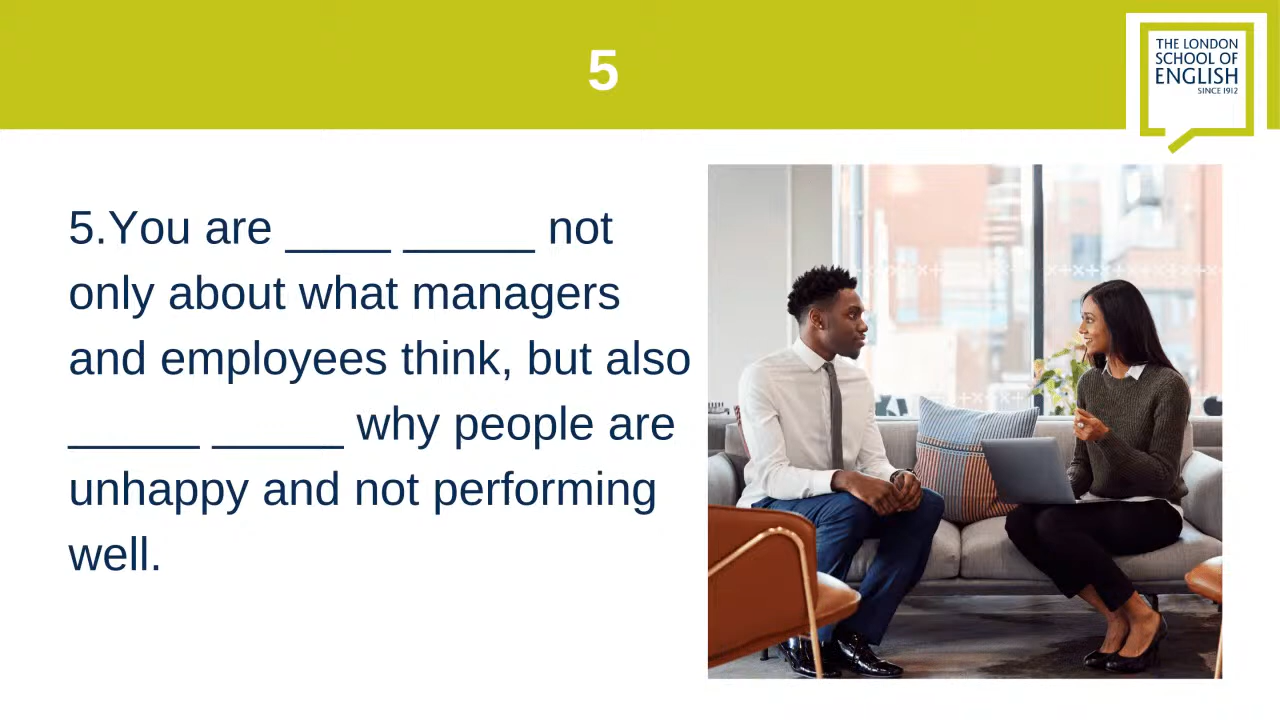 5
THE LONDON
SCHOOL OF
ENGLISH
SINCE 1912
5.You are ____ _____ not
only about what managers
and employees think, but also
_____ _____ why people are
unhappy and not performing
well.